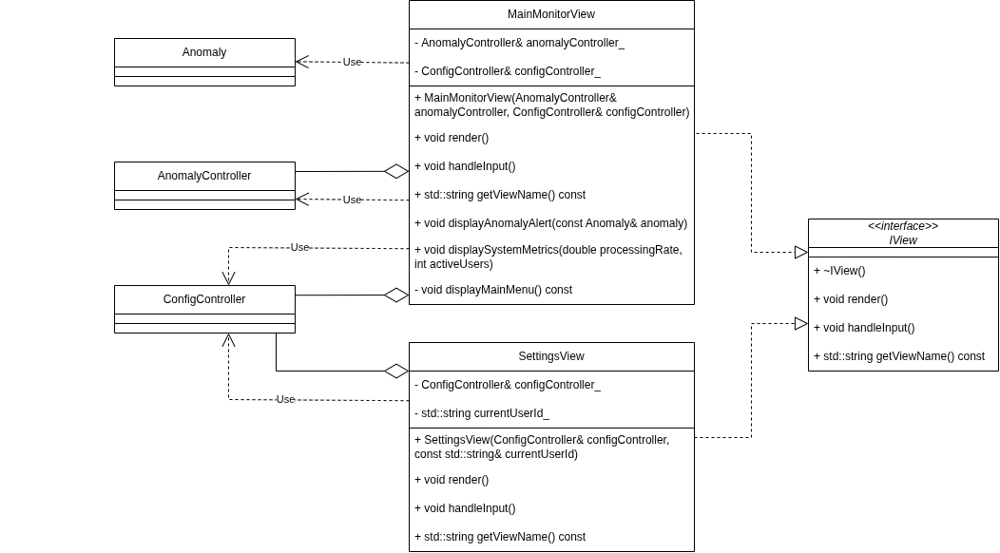 MainMonitorView
- AnomalyController& anomalyController_
- ConfigController& configController_
+ MainMonitorView(AnomalyController&
anomalyController, ConfigController& configController)
+ void render()
+ void handleInput()
+ std::string getViewName() const
+ void displayAnomalyAlert(const Anomaly& anomaly)
+ void displaySystemMetrics(double processingRate,
int activeUsers)
- void displayMainMenu() const
Anomaly
Use
AnomalyController
Use
Use
ConfigController
Use
SettingsView
- ConfigController& configController_
- std::string currentUserId_
+ SettingsView(ConfigController& configController,
const std::string& currentUserId)
+ void render()
+ void handleInput()
+ std::string getViewName() const
<<interface>>
IView
+ ~IView()
+ void render()
+ void handleInput()
+ std::string getViewName() const